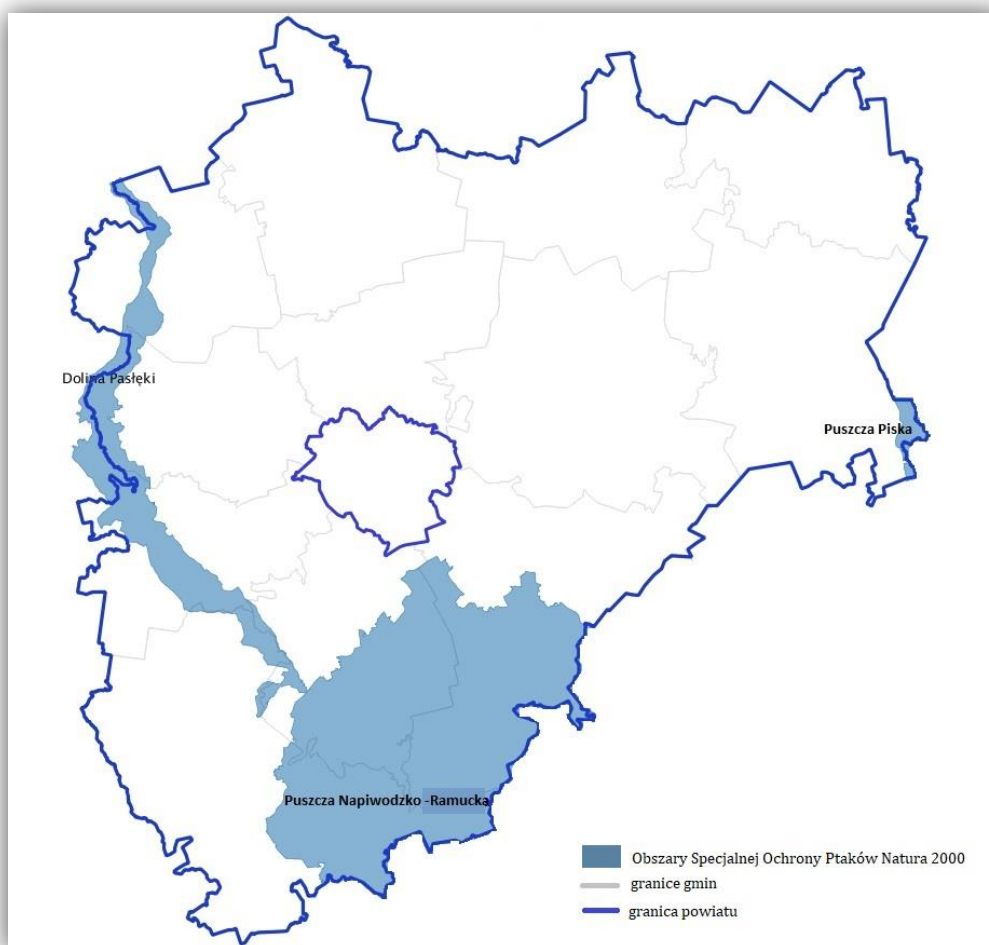 Dolina Pasłęki
Puszcza Piska
Puszcza Napiwodzko -Ramucka
Obszary Specjalnej Ochrony Ptaków Natura 2000
granice gmin
granica powiatu